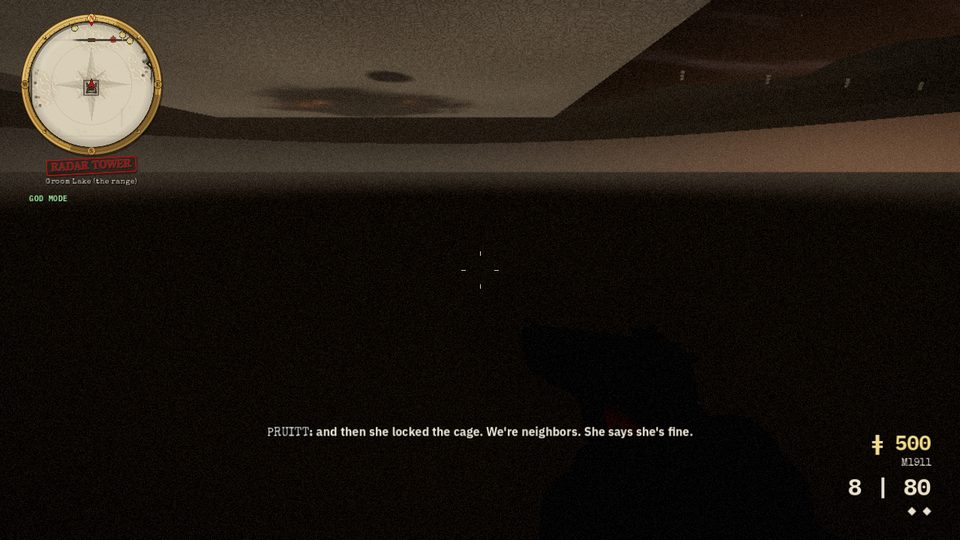 N
S
RADAR TOWER
Groom Lake (the range)
GOD MODE
PRUITT: and then she locked the cage. We're neighbors. She says she's fine.
500
M1911
8 | 80